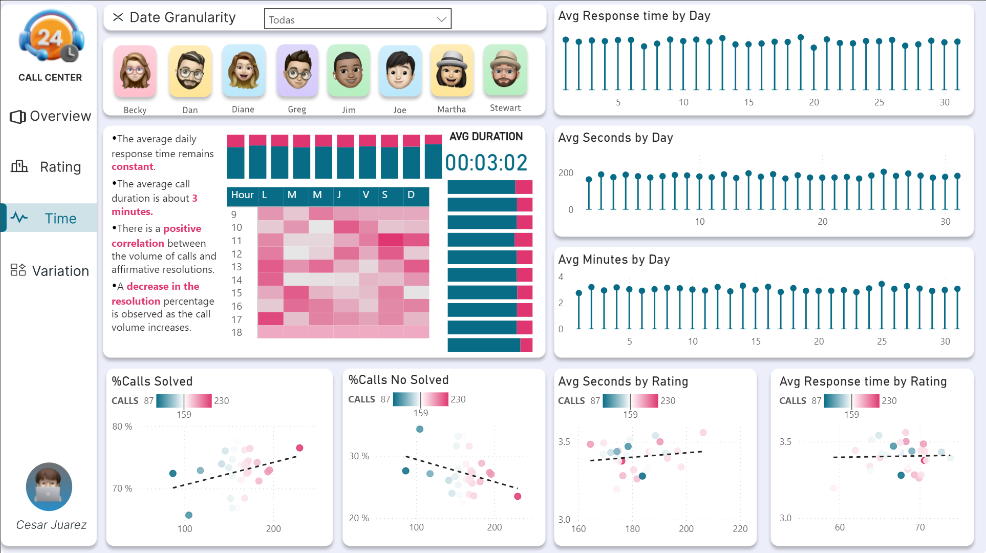 24
CALL CENTER
Overview
Rating
Time
Variation
Cesar Juarez
Date Granularity
Todas
Becky
Dan
Diane
Greg
Jim
Joe
Martha
Stewart
•The average daily
response time remains
constant.
•The average call
duration is about 3
minutes.
•There is a positive
correlation between
the volume of calls and
affirmative resolutions.
•A decrease in the
resolution percentage
is observed as the call
volume increases.
Hour L M M J V S D
9
10
11
12
13
14
15
16
17
18
AVG DURATION
00:03:02
Avg Response time by Day
5 10 15 20 25 30
Avg Seconds by Day
200
0
10 20 30
Avg Minutes by Day
4
2
0
5 10 15 20 25 30
%Calls Solved
CALLS 87 230
159
80 %
70 %
100 200
%Calls No Solved
CALLS 87 230
159
30 %
20 %
100 200
Avg Seconds by Rating
CALLS 87 230
159
3.5
3.0
160 180 200 220
Avg Response time by Rating
CALLS 87 230
159
3.5
3.0
60 70